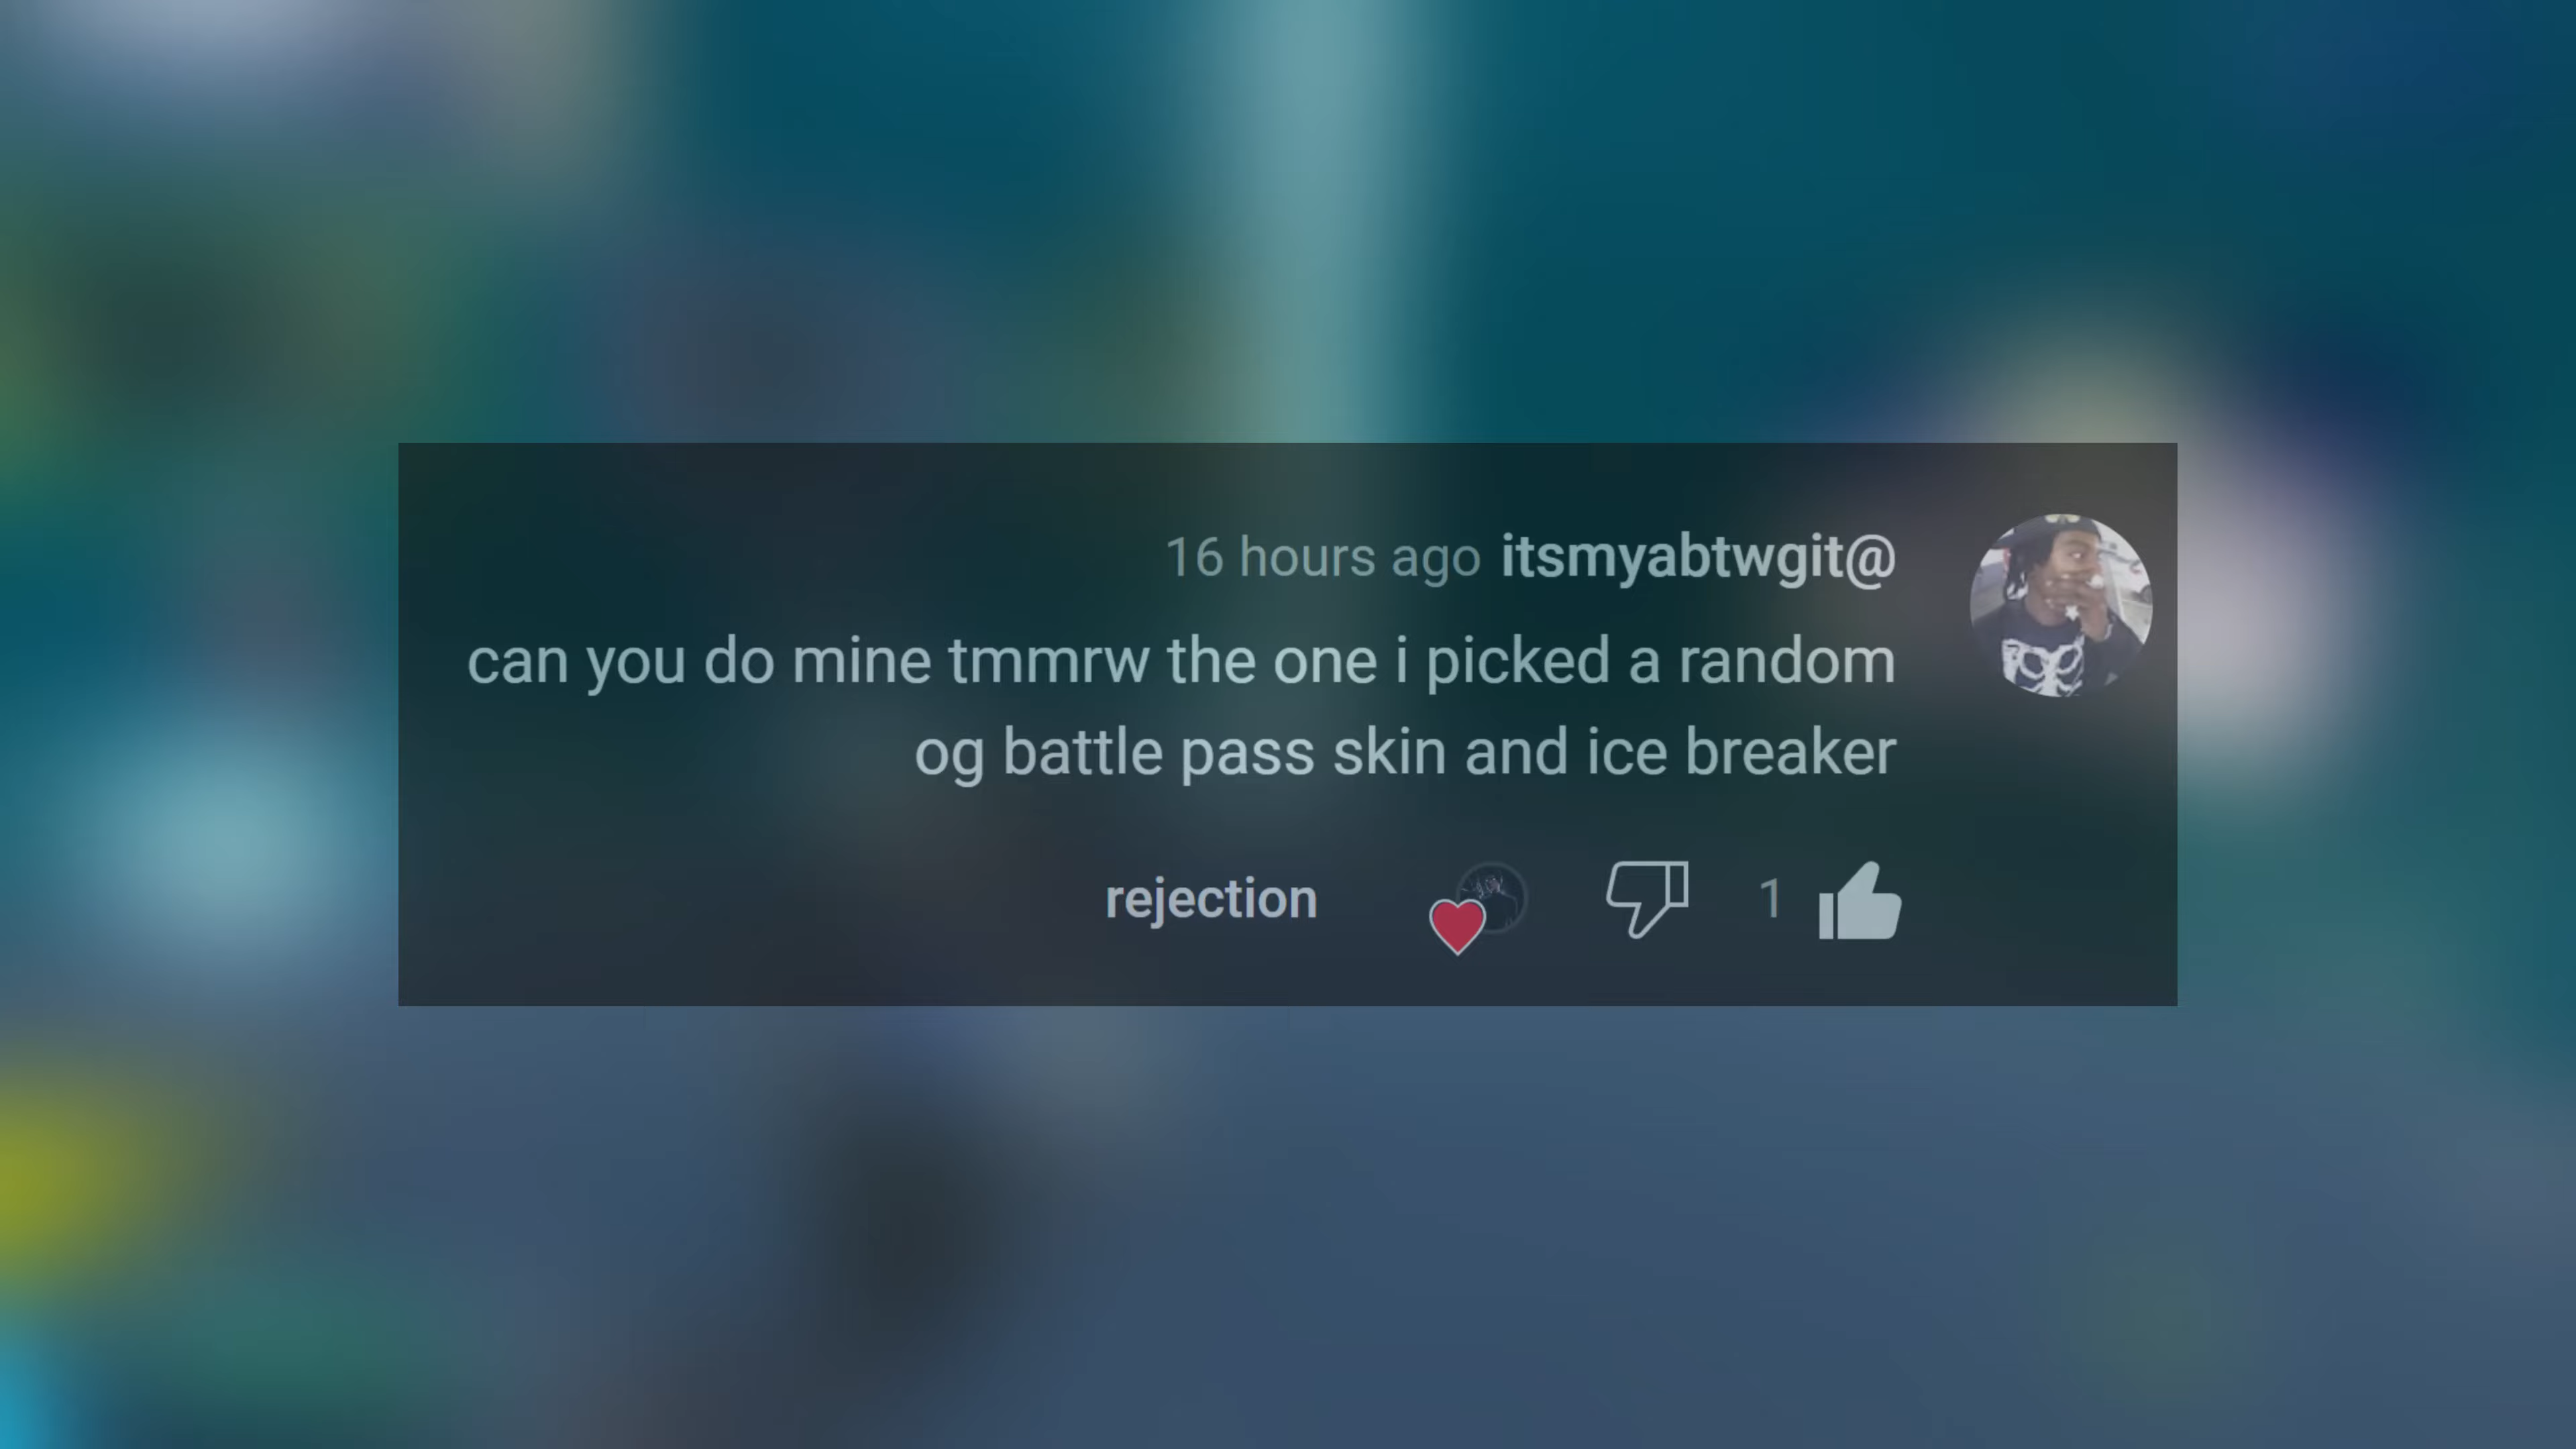 16 hours ago itsmyabtwgit@
can you do mine tmmrw the one i picked a random
og battle pass skin and ice breaker
rejection 1